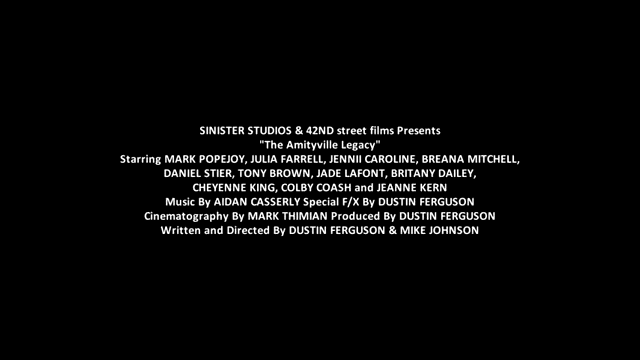 SINISTER STUDIOS & 42ND street films Presents
"The Amityville Legacy"
Starring MARK POPEJOY, JULIA FARRELL, JENNII CAROLINE, BREANA MITCHELL,
DANIEL STIER, TONY BROWN, JADE LAFONT, BRITANY DAILEY,
CHEYENNE KING, COLBY COASH and JEANNE KERN
Music By AIDAN CASSERLY Special F/X By DUSTIN FERGUSON
Cinematography By MARK THIMIAN Produced By DUSTIN FERGUSON
Written and Directed By DUSTIN FERGUSON & MIKE JOHNSON